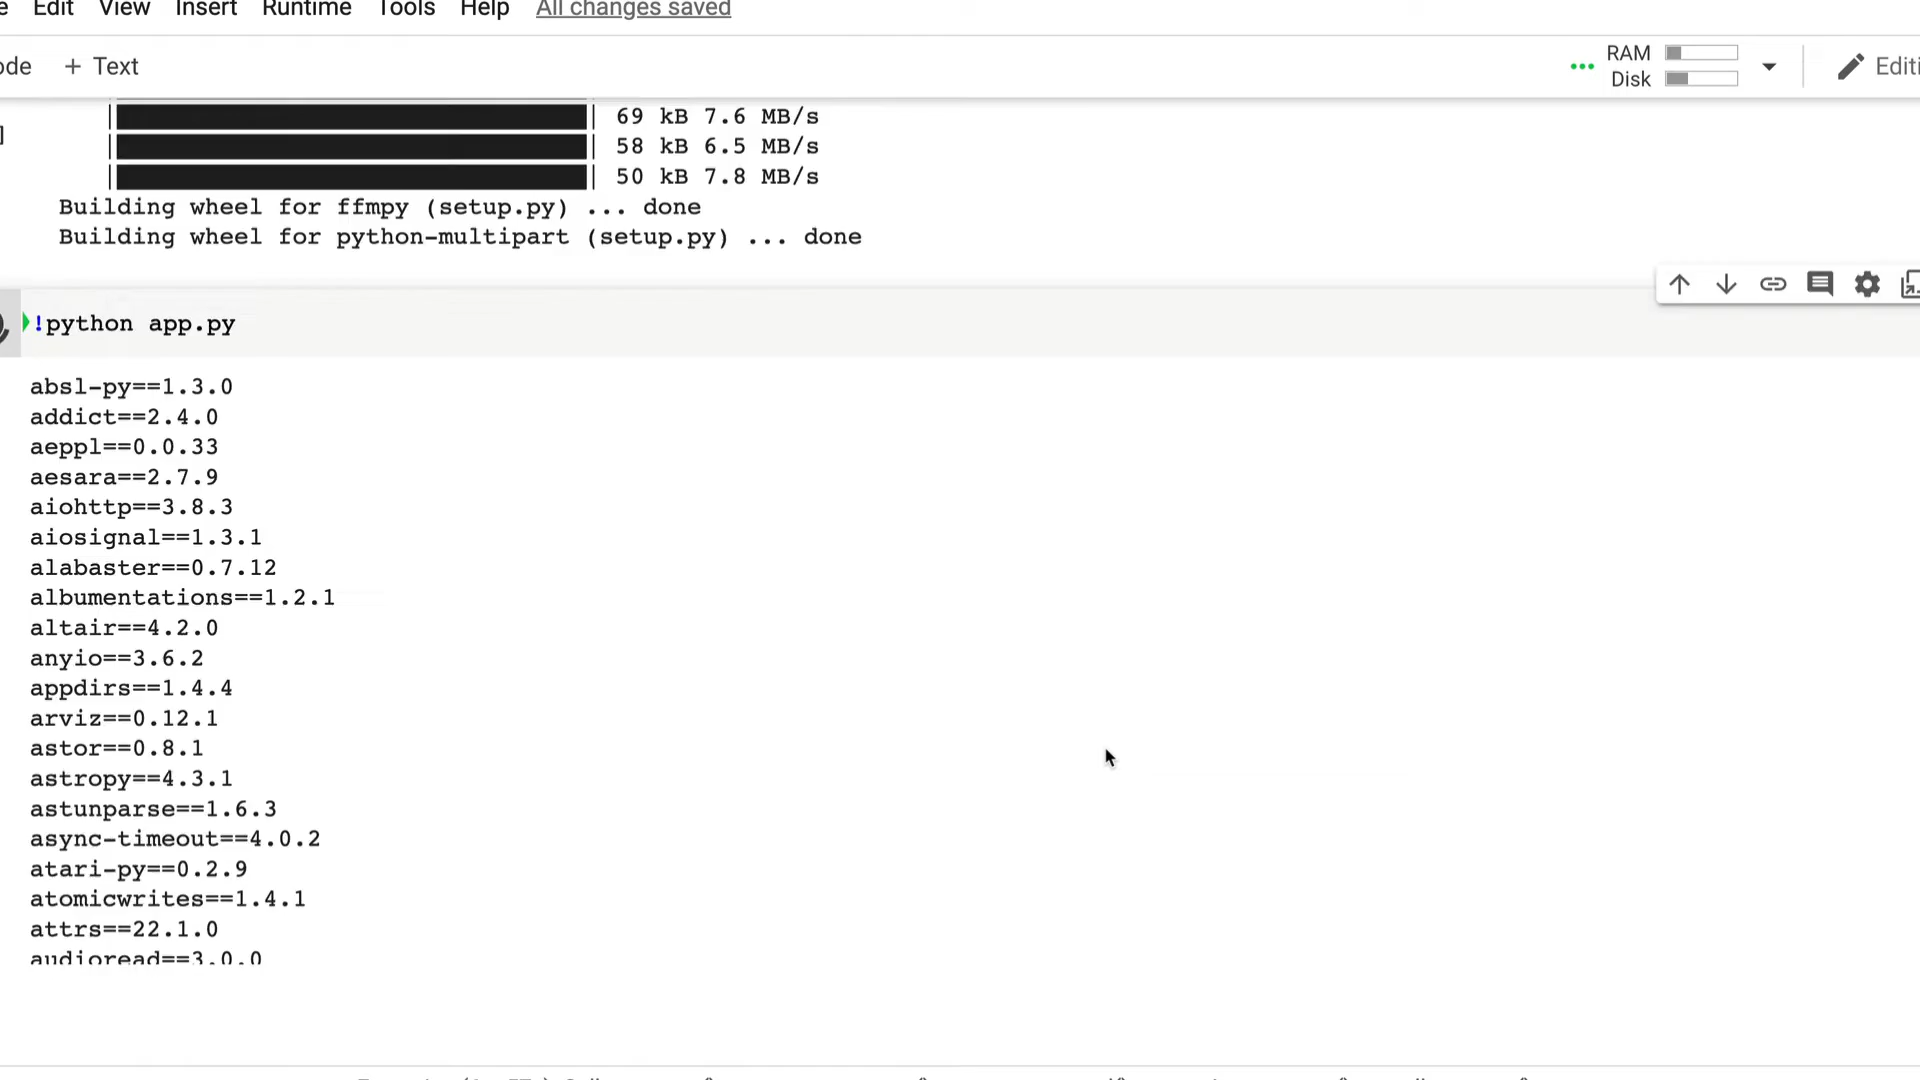 Edit View Insert Runtime Tools Help All changes saved
+ Text
RAM
Disk
69 kB 7.6 MB/s
58 kB 6.5 MB/s
50 kB 7.8 MB/s
Building wheel for ffmpy (setup.py) ... done
Building wheel for python-multipart (setup.py) ... done
!python app.py
absl-py==1.3.0
addict==2.4.0
aeppl==0.0.33
aesara==2.7.9
aiohttp==3.8.3
aiosignal==1.3.1
alabaster==0.7.12
albumentations==1.2.1
altair==4.2.0
anyio==3.6.2
appdirs==1.4.4
arviz==0.12.1
astor==0.8.1
astropy==4.3.1
astunparse==1.6.3
async-timeout==4.0.2
atari-py==0.2.9
atomicwrites==1.4.1
attrs==22.1.0
audioread==3.0.0